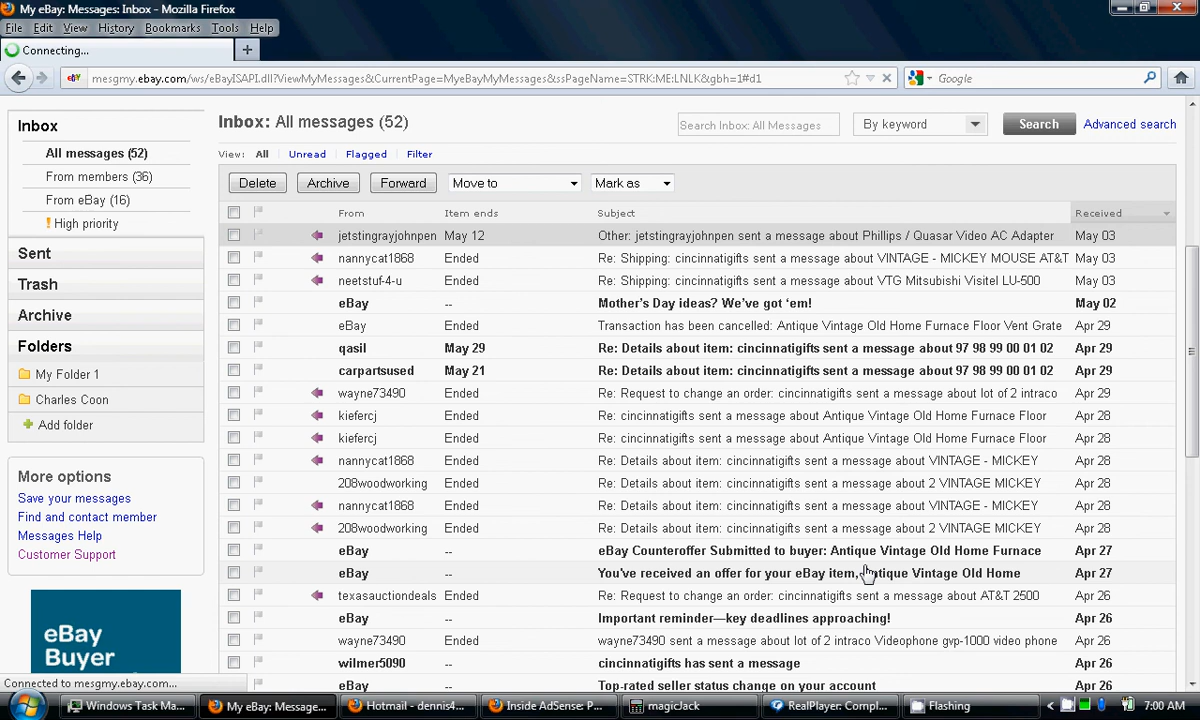 My eBay: Messages: Inbox - Mozilla Firefox
File Edit View History Bookmarks Tools Help
Connecting...
mesgmy.ebay.com/ws/eBayISAPI.dll?ViewMyMessages&CurrentPage=MyeBayMyMessages&ssPageName=STRK:ME:LNLK&gbh=1#d1
Google
Inbox
All messages (52)
From members (36)
From eBay (16)
! High priority
Sent
Trash
Archive
Folders
My Folder 1
Charles Coon
Add folder
More options
Save your messages
Find and contact member
Messages Help
Customer Support
eBay
Buyer
Inbox: All messages (52)
Search Inbox: All Messages
By keyword
Search
Advanced search
View: All Unread Flagged Filter
Delete Archive Forward Move to Mark as
From Item ends Subject Received
jetstingrayjohnpen May 12 Other: jetstingrayjohnpen sent a message about Phillips / Quasar Video AC Adapter May 03
nannycat1868 Ended Re: Shipping: cincinnatigifts sent a message about VINTAGE - MICKEY MOUSE AT&T May 03
neetstuf-4-u Ended Re: Shipping: cincinnatigifts sent a message about VTG Mitsubishi Visitel LU-500 May 03
eBay -- Mother's Day ideas? We've got 'em! May 02
eBay Ended Transaction has been cancelled: Antique Vintage Old Home Furnace Floor Vent Grate Apr 29
qasil May 29 Re: Details about item: cincinnatigifts sent a message about 97 98 99 00 01 02 Apr 29
carpartsused May 21 Re: Details about item: cincinnatigifts sent a message about 97 98 99 00 01 02 Apr 29
wayne73490 Ended Re: Request to change an order: cincinnatigifts sent a message about lot of 2 intraco Apr 29
kiefercj Ended Re: cincinnatigifts sent a message about Antique Vintage Old Home Furnace Floor Apr 28
kiefercj Ended Re: cincinnatigifts sent a message about Antique Vintage Old Home Furnace Floor Apr 28
nannycat1868 Ended Re: Details about item: cincinnatigifts sent a message about VINTAGE - MICKEY Apr 28
208woodworking Ended Re: Details about item: cincinnatigifts sent a message about 2 VINTAGE MICKEY Apr 28
nannycat1868 Ended Re: Details about item: cincinnatigifts sent a message about VINTAGE - MICKEY Apr 28
208woodworking Ended Re: Details about item: cincinnatigifts sent a message about 2 VINTAGE MICKEY Apr 28
eBay -- eBay Counteroffer Submitted to buyer: Antique Vintage Old Home Furnace Apr 27
eBay -- You've received an offer for your eBay item, Antique Vintage Old Home Apr 27
texasauctiondeals Ended Re: Request to change an order: cincinnatigifts sent a message about AT&T 2500 Apr 26
eBay -- Important reminder—key deadlines approaching! Apr 26
wayne73490 Ended wayne73490 sent a message about lot of 2 intraco Videophone gvp-1000 video phone Apr 26
wilmer5090 -- cincinnatigifts has sent a message Apr 26
eBay -- Top-rated seller status change on your account Apr 26
Connected to mesgmy.ebay.com...
Windows Task Ma... My eBay: Message... Hotmail - dennis4... Inside AdSense: P... magicJack RealPlayer: Compl... Flashing 7:00 AM